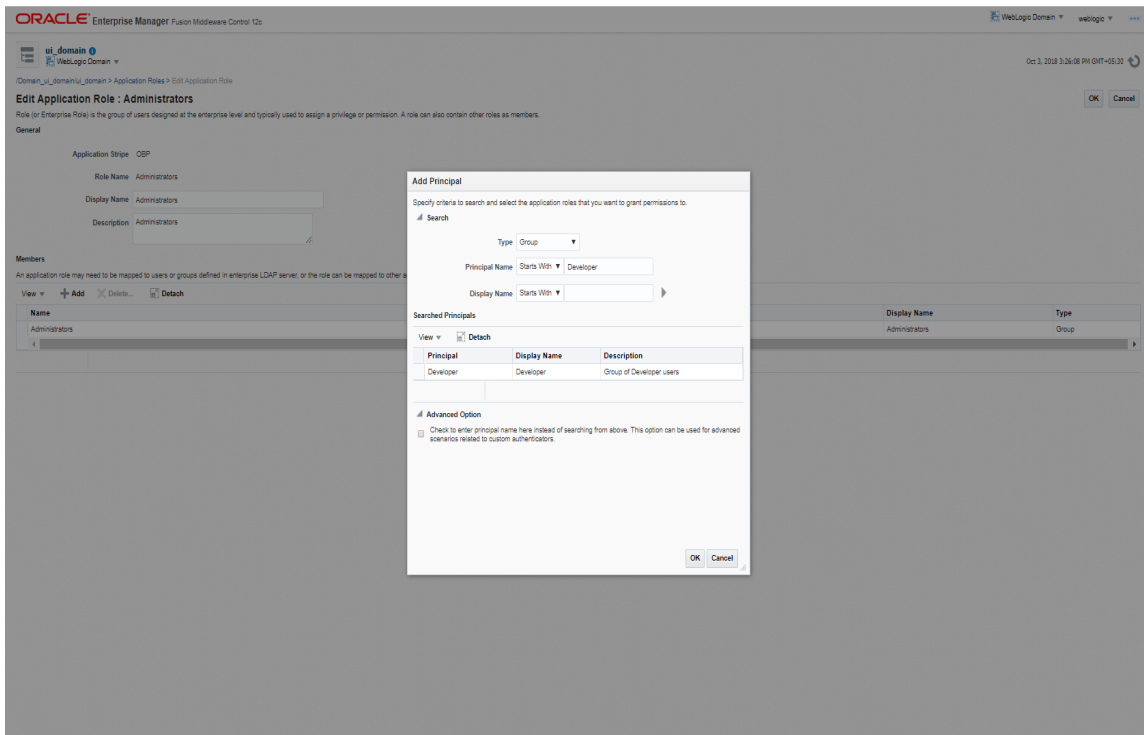 ORACLE Enterprise Manager Fusion Middleware Control 12c
WebLogic Domain weblogic
ui_domain
WebLogic Domain
Oct 3, 2018 3:26:08 PM GMT+05:30
/Domain_ui_domain/ui_domain > Application Roles > Edit Application Role
Edit Application Role : Administrators
OK Cancel
Role (or Enterprise Role) is the group of users designed at the enterprise level and typically used to assign a privilege or permission. A role can also contain other roles as members.
General
Application Stripe OBP
Role Name Administrators
Display Name Administrators
Description Administrators
Members
An application role may need to be mapped to users or groups defined in enterprise LDAP server, or the role can be mapped to other a
View Add Delete... Detach
Name Display Name Type
Administrators Administrators Group
Add Principal
Specify criteria to search and select the application roles that you want to grant permissions to.
Search
Type Group
Principal Name Starts With Developer
Display Name Starts With
Searched Principals
View Detach
Principal Display Name Description
Developer Developer Group of Developer users
Advanced Option
Check to enter principal name here instead of searching from above. This option can be used for advanced
scenarios related to custom authenticators.
OK Cancel